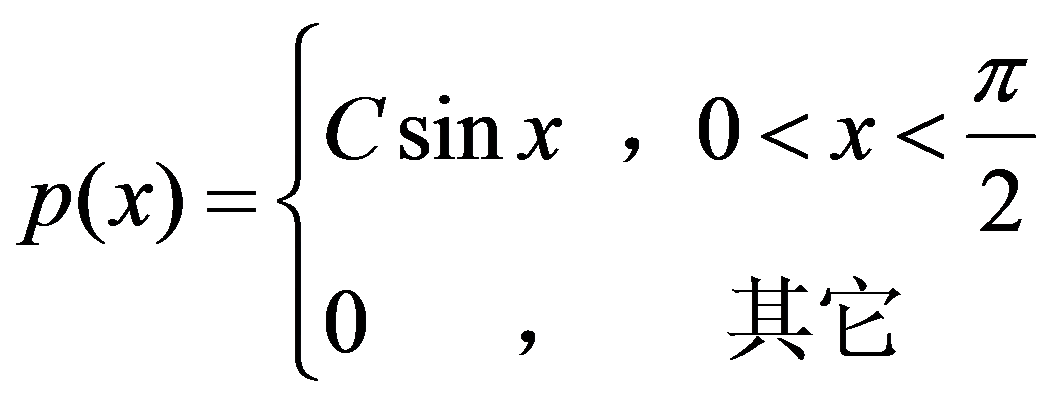 p(x) = { C sin x , 0 < x < π/2
0 , 其它